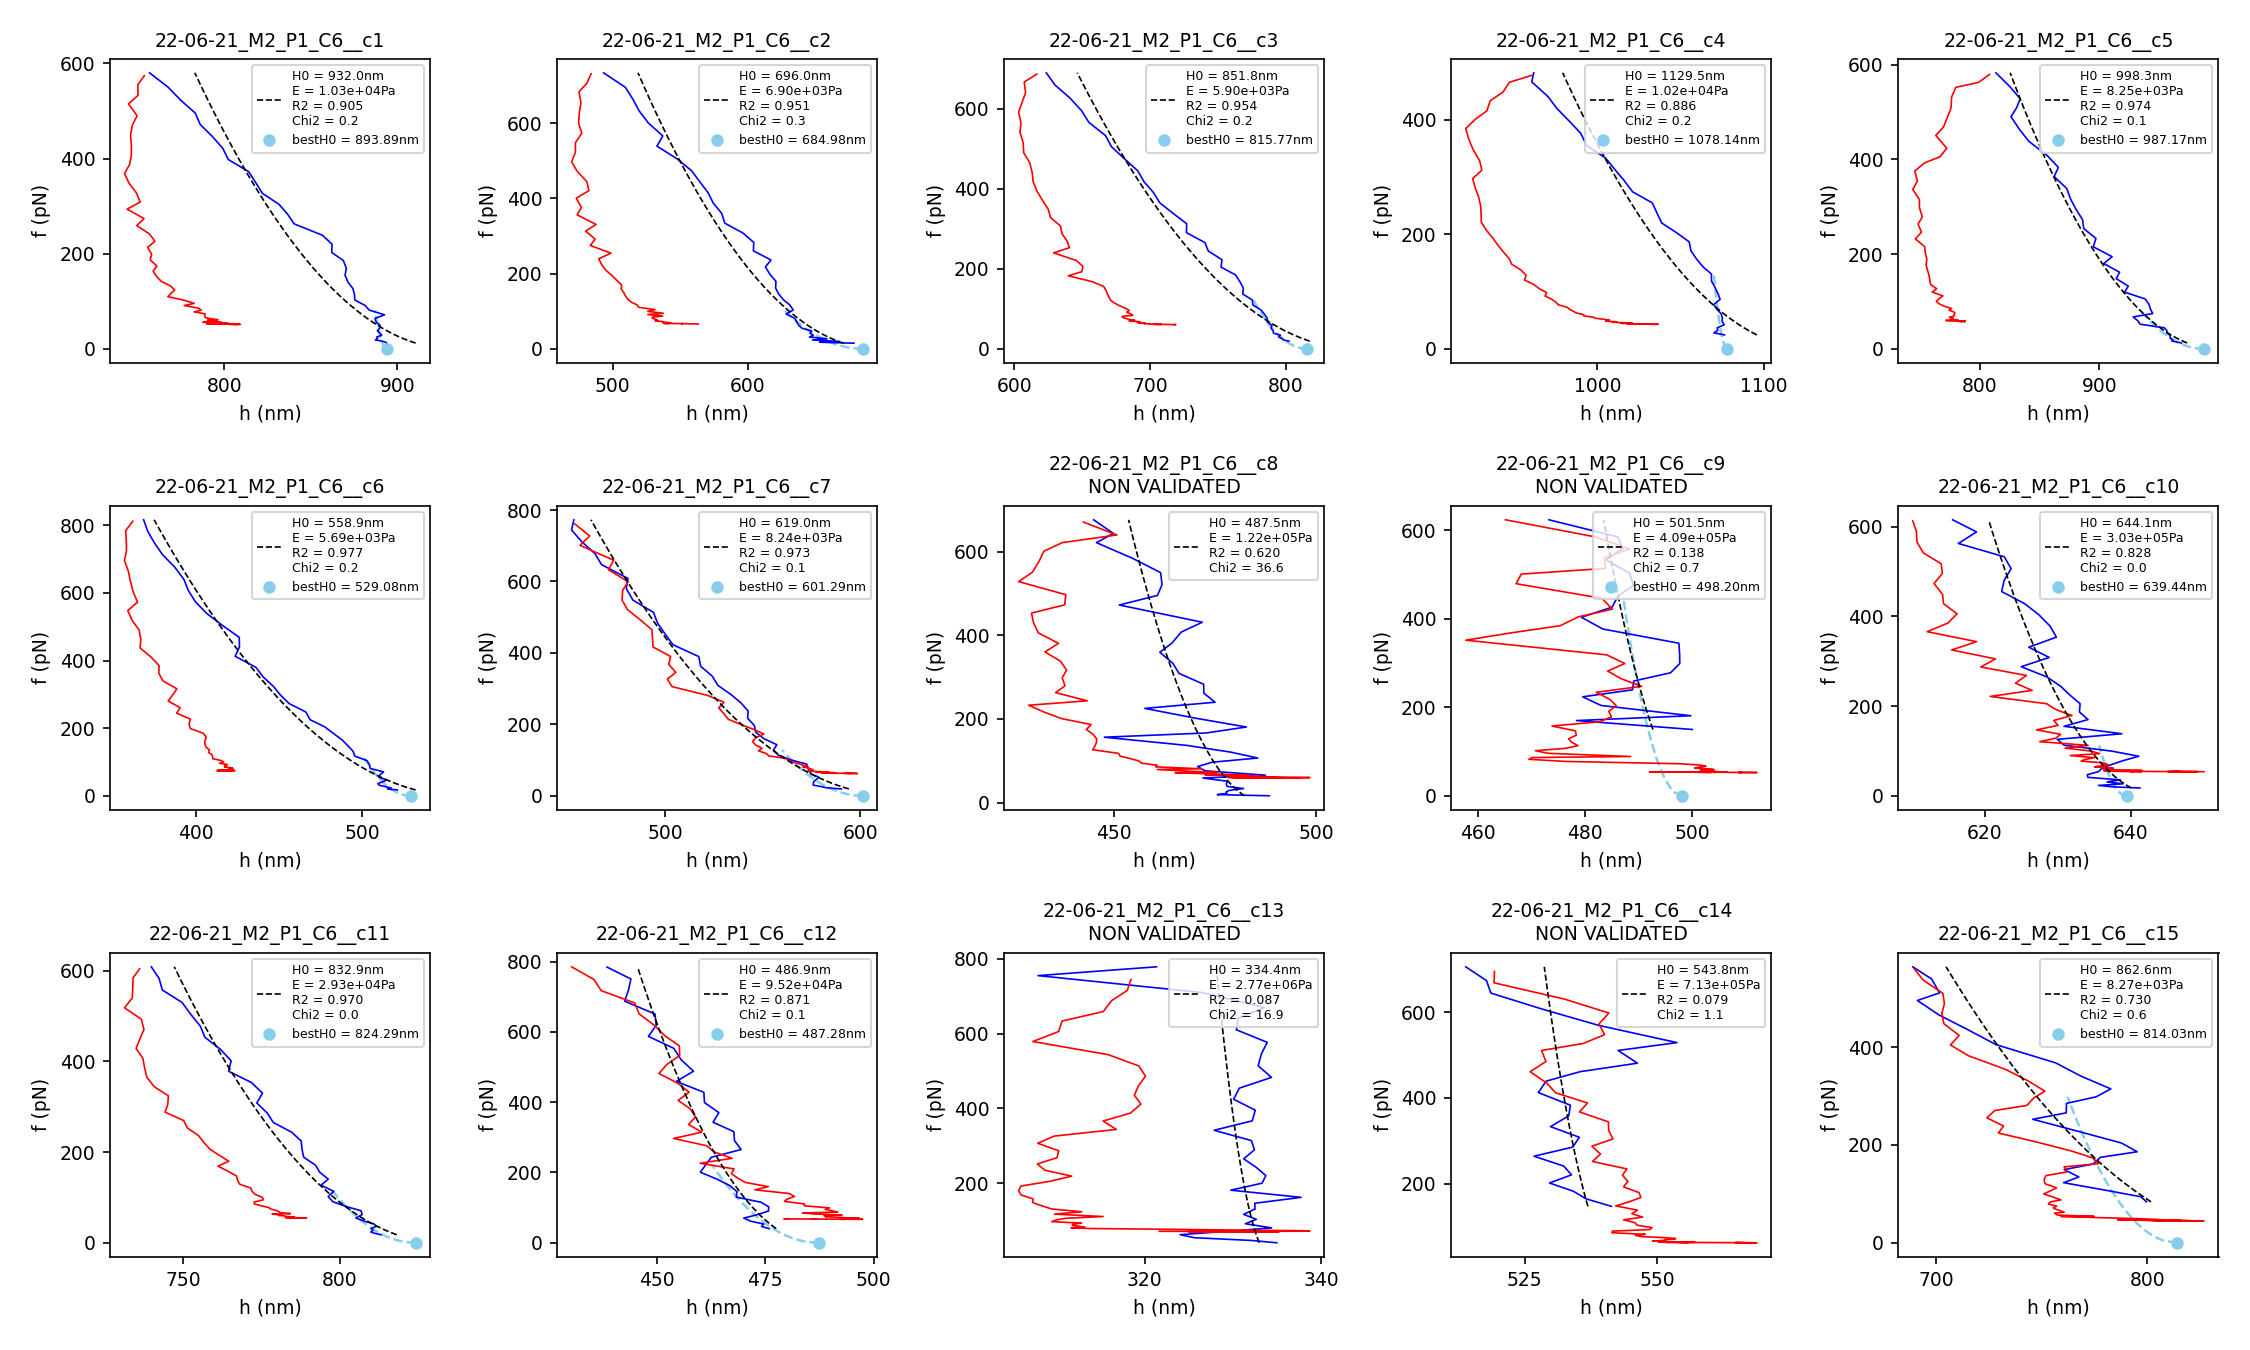 22-06-21_M2_P1_C6__c1
H0 = 932.0nm
E = 1.03e+04Pa
R2 = 0.905
Chi2 = 0.2
bestH0 = 893.89nm
f (pN)
600
400
200
0
800
900
h (nm)
22-06-21_M2_P1_C6__c2
H0 = 696.0nm
E = 6.90e+03Pa
R2 = 0.951
Chi2 = 0.3
bestH0 = 684.98nm
f (pN)
600
400
200
0
500
600
h (nm)
22-06-21_M2_P1_C6__c3
H0 = 851.8nm
E = 5.90e+03Pa
R2 = 0.954
Chi2 = 0.2
bestH0 = 815.77nm
f (pN)
600
400
200
0
600
700
800
h (nm)
22-06-21_M2_P1_C6__c4
H0 = 1129.5nm
E = 1.02e+04Pa
R2 = 0.886
Chi2 = 0.2
bestH0 = 1078.14nm
f (pN)
400
200
0
1000
1100
h (nm)
22-06-21_M2_P1_C6__c5
H0 = 998.3nm
E = 8.25e+03Pa
R2 = 0.974
Chi2 = 0.1
bestH0 = 987.17nm
f (pN)
600
400
200
0
800
900
h (nm)
22-06-21_M2_P1_C6__c6
H0 = 558.9nm
E = 5.69e+03Pa
R2 = 0.977
Chi2 = 0.2
bestH0 = 529.08nm
f (pN)
800
600
400
200
0
400
500
h (nm)
22-06-21_M2_P1_C6__c7
H0 = 619.0nm
E = 8.24e+03Pa
R2 = 0.973
Chi2 = 0.1
bestH0 = 601.29nm
f (pN)
800
600
400
200
0
500
600
h (nm)
22-06-21_M2_P1_C6__c8
NON VALIDATED
H0 = 487.5nm
E = 1.22e+05Pa
R2 = 0.620
Chi2 = 36.6
f (pN)
600
400
200
0
450
500
h (nm)
22-06-21_M2_P1_C6__c9
NON VALIDATED
H0 = 501.5nm
E = 4.09e+05Pa
R2 = 0.138
Chi2 = 0.7
bestH0 = 498.20nm
f (pN)
600
400
200
0
460
480
500
h (nm)
22-06-21_M2_P1_C6__c10
H0 = 644.1nm
E = 3.03e+05Pa
R2 = 0.828
Chi2 = 0.0
bestH0 = 639.44nm
f (pN)
600
400
200
0
620
640
h (nm)
22-06-21_M2_P1_C6__c11
H0 = 832.9nm
E = 2.93e+04Pa
R2 = 0.970
Chi2 = 0.0
bestH0 = 824.29nm
f (pN)
600
400
200
0
750
800
h (nm)
22-06-21_M2_P1_C6__c12
H0 = 486.9nm
E = 9.52e+04Pa
R2 = 0.871
Chi2 = 0.1
bestH0 = 487.28nm
f (pN)
800
600
400
200
0
450
475
500
h (nm)
22-06-21_M2_P1_C6__c13
NON VALIDATED
H0 = 334.4nm
E = 2.77e+06Pa
R2 = 0.087
Chi2 = 16.9
f (pN)
800
600
400
200
320
340
h (nm)
22-06-21_M2_P1_C6__c14
NON VALIDATED
H0 = 543.8nm
E = 7.13e+05Pa
R2 = 0.079
Chi2 = 1.1
f (pN)
600
400
200
525
550
h (nm)
22-06-21_M2_P1_C6__c15
H0 = 862.6nm
E = 8.27e+03Pa
R2 = 0.730
Chi2 = 0.6
bestH0 = 814.03nm
f (pN)
400
200
0
700
800
h (nm)